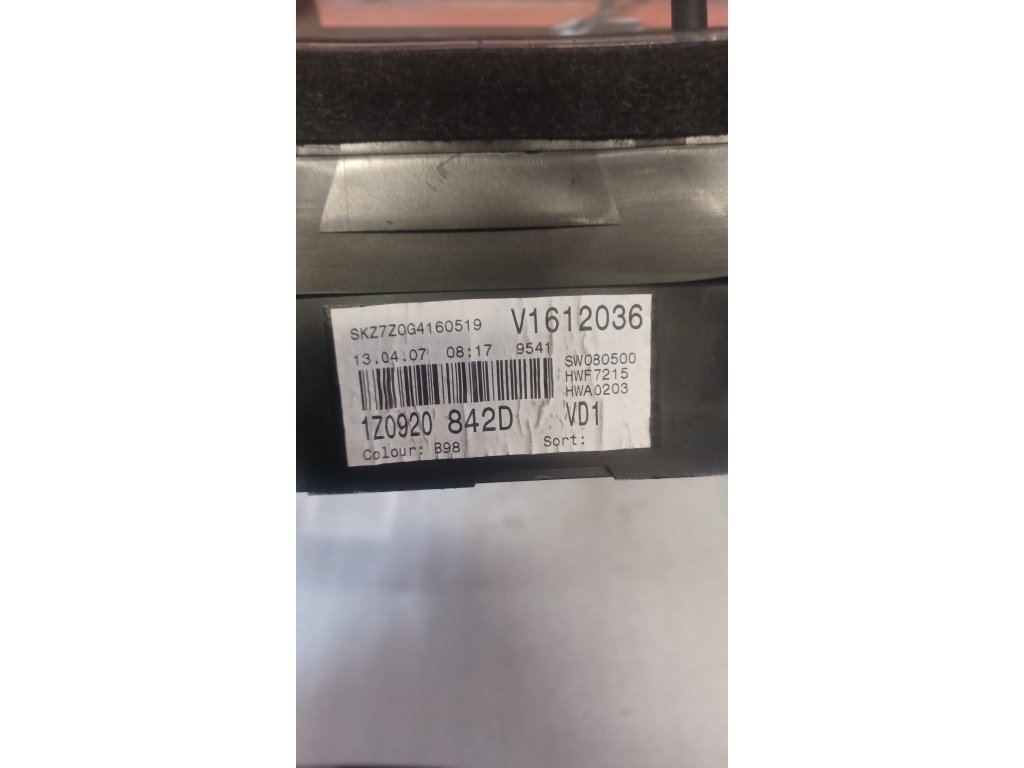 SKZ7Z0G4160519 V1612036
13.04.07 08:17 9541
SW080500
HWF7215
HWA0203
1Z0920 842D VD1
Colour: B98 Sort: